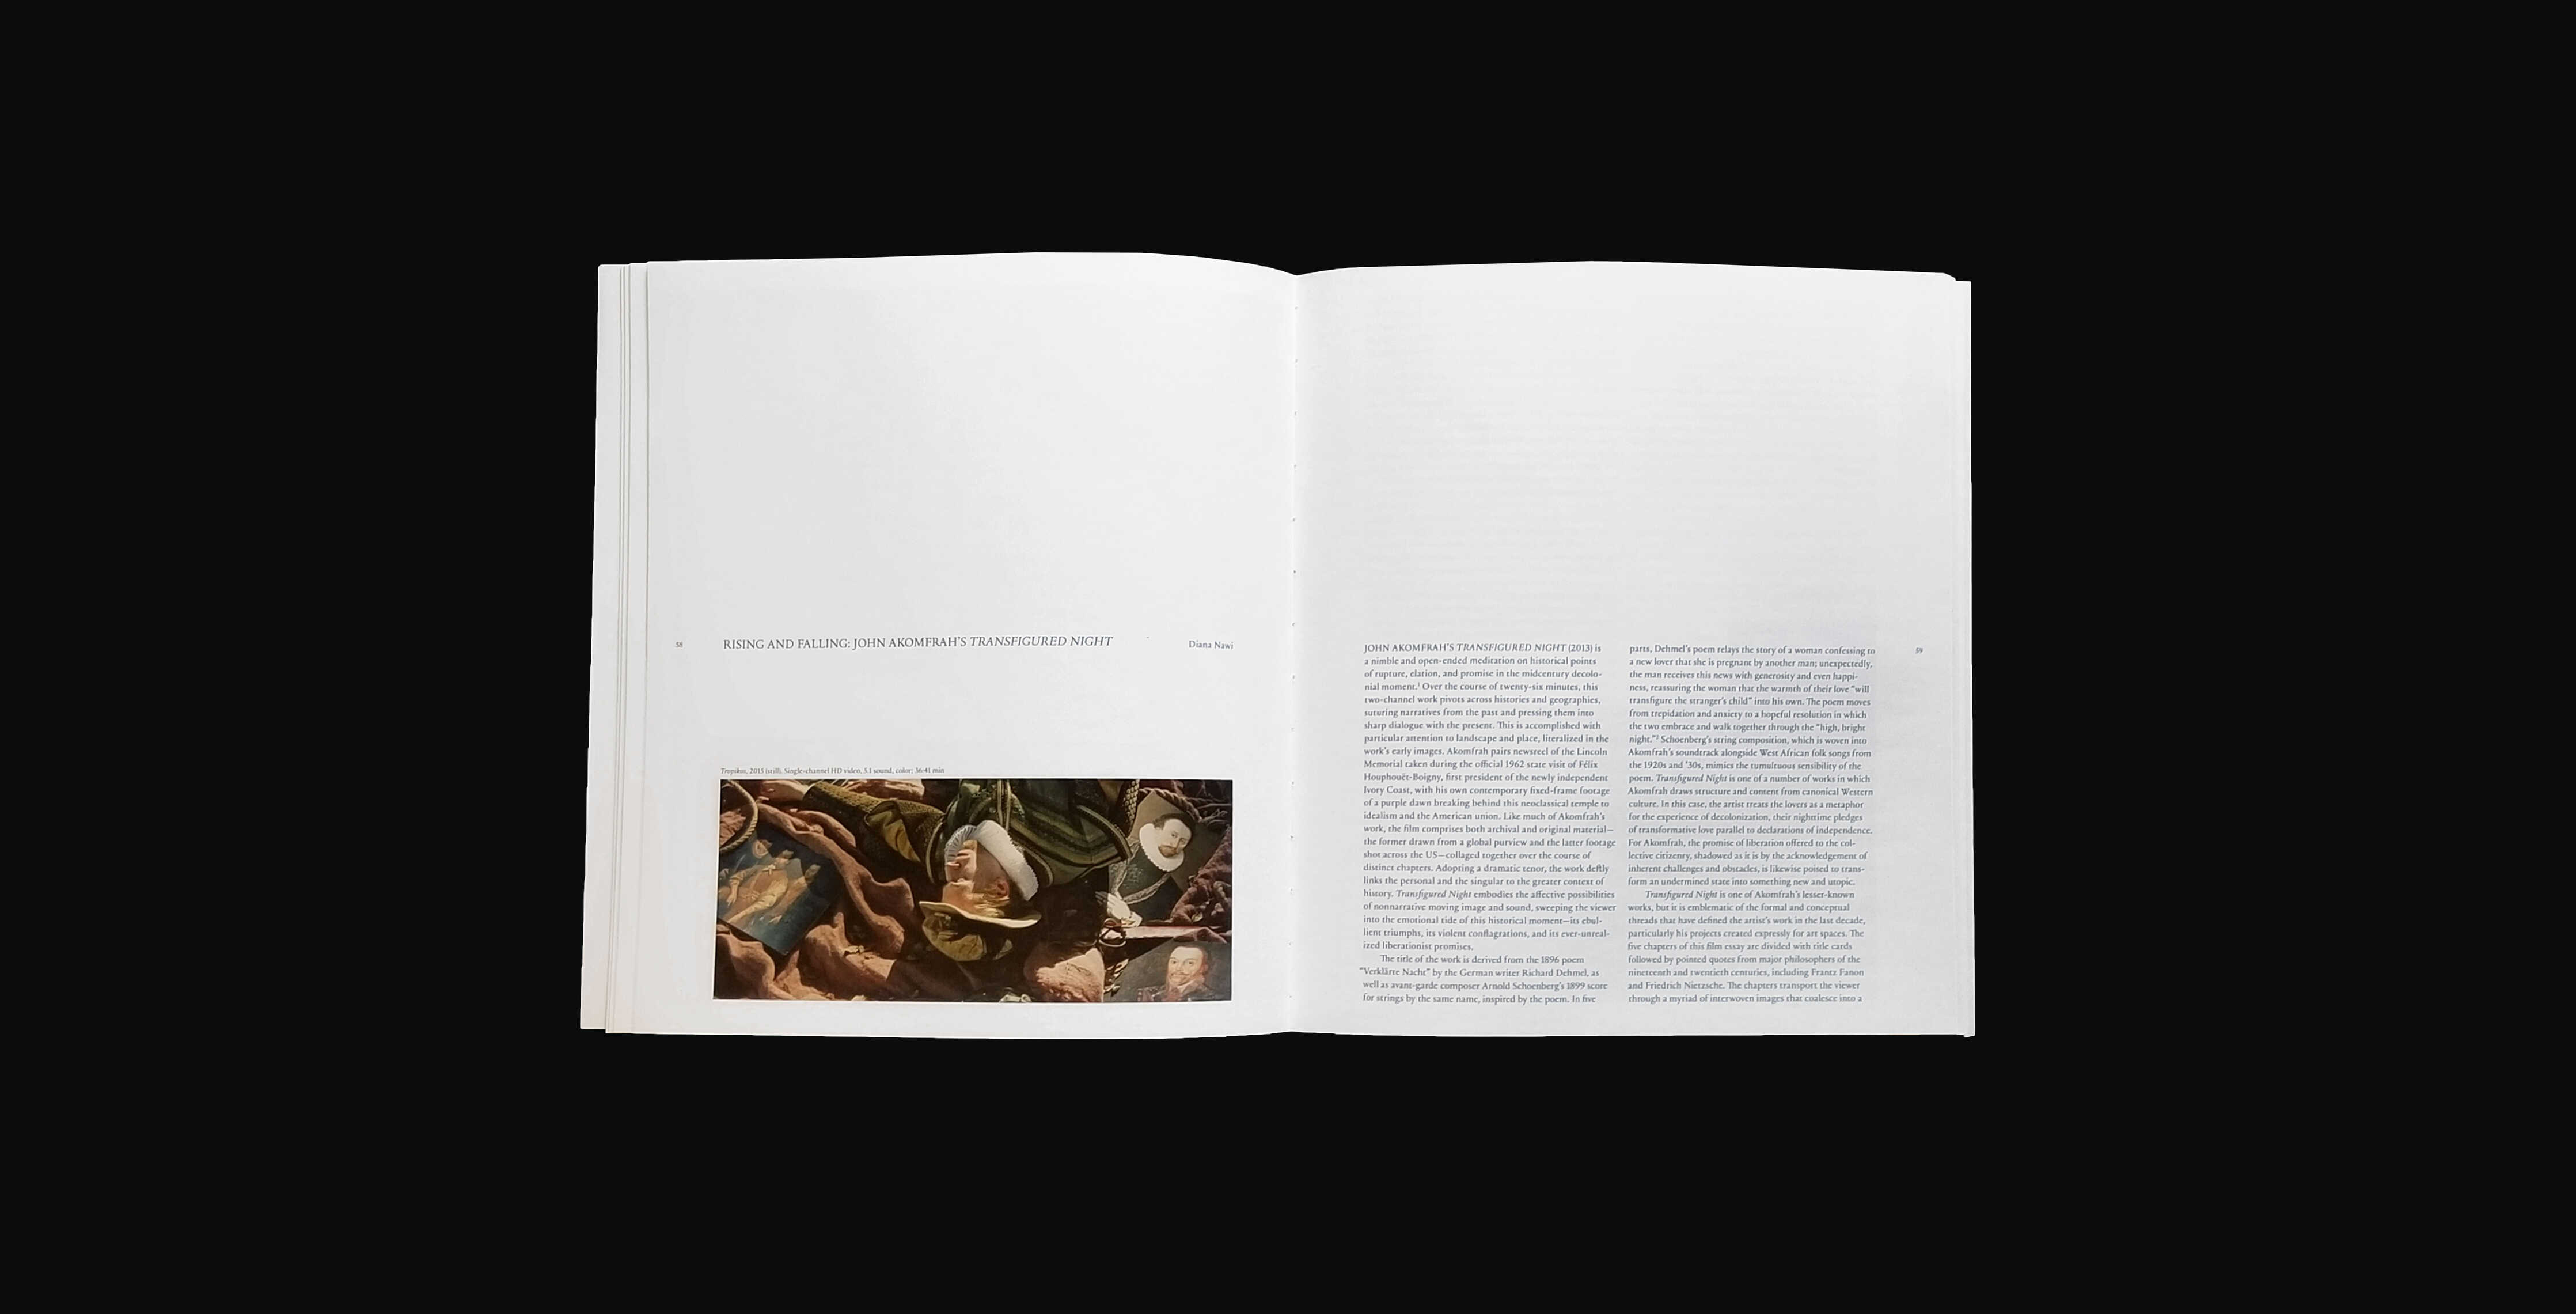 58
RISING AND FALLING: JOHN AKOMFRAH'S TRANSFIGURED NIGHT
Diana Nawi
Tropikos, 2015 (still). Single-channel HD video, 5.1 sound, color; 36:41 min
JOHN AKOMFRAH'S TRANSFIGURED NIGHT (2013) is
a nimble and open-ended meditation on historical points
of rupture, elation, and promise in the midcentury decolo-
nial moment.1 Over the course of twenty-six minutes, this
two-channel work pivots across histories and geographies,
suturing narratives from the past and pressing them into
sharp dialogue with the present. This is accomplished with
particular attention to landscape and place, literalized in the
work's early images. Akomfrah pairs newsreel of the Lincoln
Memorial taken during the official 1962 state visit of Félix
Houphouët-Boigny, first president of the newly independent
Ivory Coast, with his own contemporary fixed-frame footage
of a purple dawn breaking behind this neoclassical temple to
idealism and the American union. Like much of Akomfrah's
work, the film comprises both archival and original material—
the former drawn from a global purview and the latter footage
shot across the US—collaged together over the course of
distinct chapters. Adopting a dramatic tenor, the work deftly
links the personal and the singular to the greater context of
history. Transfigured Night embodies the affective possibilities
of nonnarrative moving image and sound, sweeping the viewer
into the emotional tide of this historical moment—its ebul-
lient triumphs, its violent conflagrations, and its ever-unreal-
ized liberationist promises.
The title of the work is derived from the 1896 poem
"Verklärte Nacht" by the German writer Richard Dehmel, as
well as avant-garde composer Arnold Schoenberg's 1899 score
for strings by the same name, inspired by the poem. In five
parts, Dehmel's poem relays the story of a woman confessing to
a new lover that she is pregnant by another man; unexpectedly,
the man receives this news with generosity and even happi-
ness, reassuring the woman that the warmth of their love "will
transfigure the stranger's child" into his own. The poem moves
from trepidation and anxiety to a hopeful resolution in which
the two embrace and walk together through the "high, bright
night."2 Schoenberg's string composition, which is woven into
Akomfrah's soundtrack alongside West African folk songs from
the 1920s and '30s, mimics the tumultuous sensibility of the
poem. Transfigured Night is one of a number of works in which
Akomfrah draws structure and content from canonical Western
culture. In this case, the artist treats the lovers as a metaphor
for the experience of decolonization, their nighttime pledges
of transformative love parallel to declarations of independence.
For Akomfrah, the promise of liberation offered to the col-
lective citizenry, shadowed as it is by the acknowledgement of
inherent challenges and obstacles, is likewise poised to trans-
form an undermined state into something new and utopic.
Transfigured Night is one of Akomfrah's lesser-known
works, but it is emblematic of the formal and conceptual
threads that have defined the artist's work in the last decade,
particularly his projects created expressly for art spaces. The
five chapters of this film essay are divided with title cards
followed by pointed quotes from major philosophers of the
nineteenth and twentieth centuries, including Frantz Fanon
and Friedrich Nietzsche. The chapters transport the viewer
through a myriad of interwoven images that coalesce into a
59